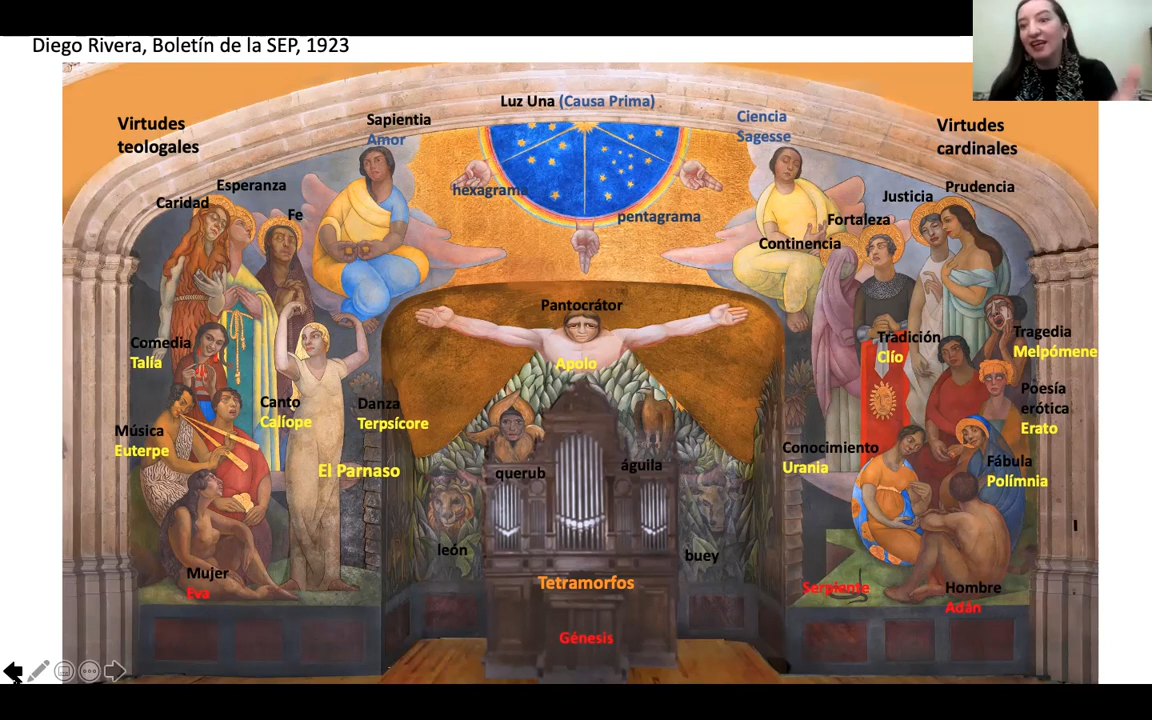 Diego Rivera, Boletín de la SEP, 1923
Luz Una (Causa Prima)
Virtudes
teologales
Sapientia
Amor
Ciencia
Sagesse
Virtudes
cardinales
Esperanza
Caridad
Fe
hexagrama
pentagrama
Prudencia
Justicia
Fortaleza
Continencia
Pantocrátor
Apolo
Comedia
Talía
Tradición
Clío
Tragedia
Melpómene
Canto
Calíope
Danza
Terpsícore
Poesía
erótica
Erato
Música
Euterpe
El Parnaso
querub
águila
Conocimiento
Urania
Fábula
Polímnia
león
buey
Mujer
Eva
Tetramorfos
Serpiente
Hombre
Adán
Génesis